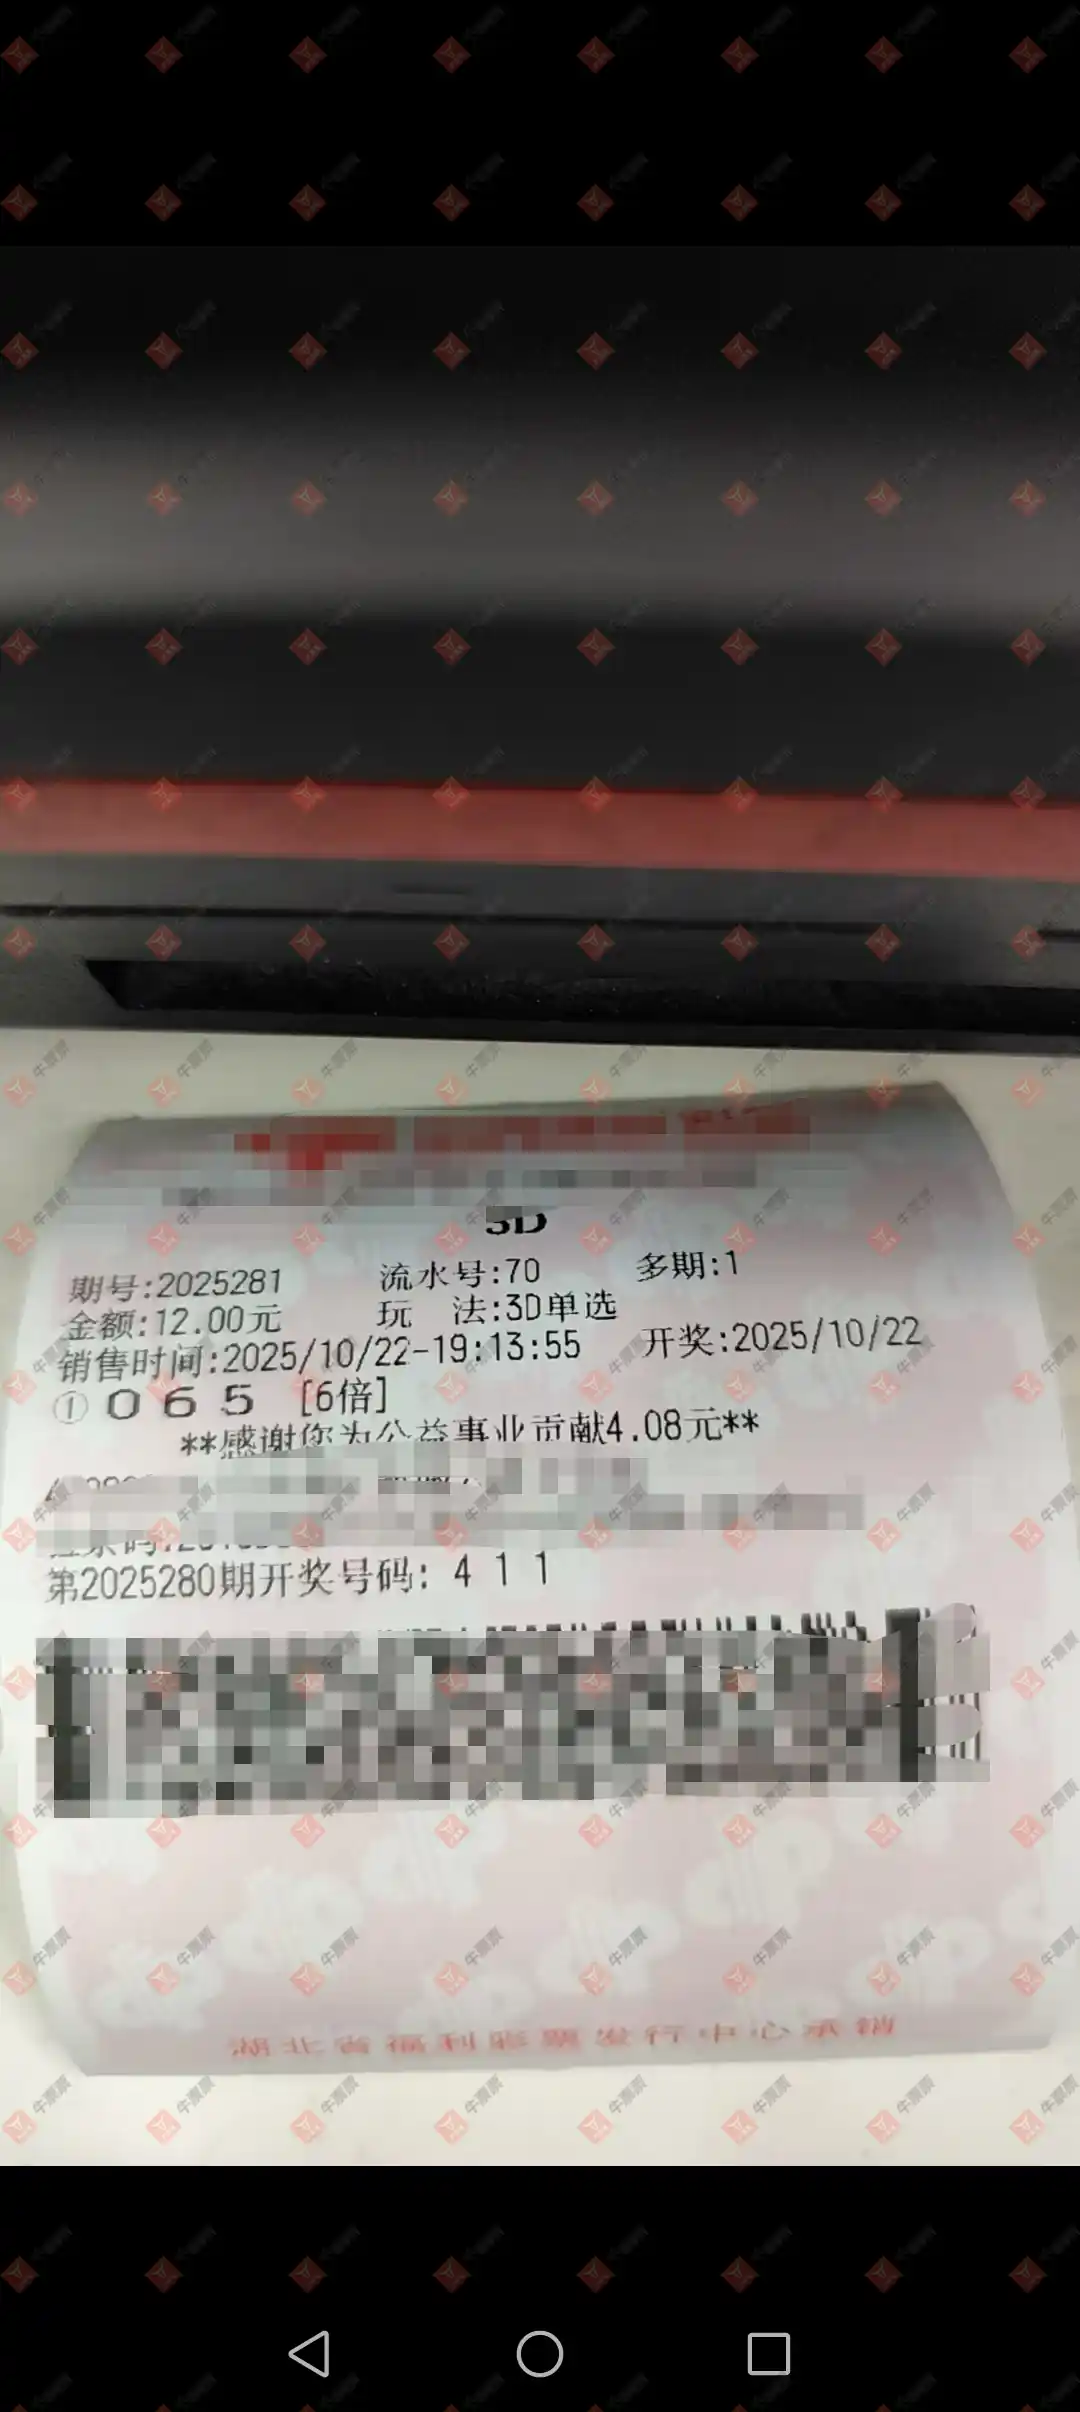 3D
期号:2025281 流水号:70 多期:1
金额:12.00元 玩 法:3D单选
销售时间:2025/10/22-19:13:55 开奖:2025/10/22
① 0 6 5 [6倍]
**感谢您为公益事业贡献4.08元**
第2025280期开奖号码: 4 1 1
湖北省福利彩票发行中心承销
牛票票